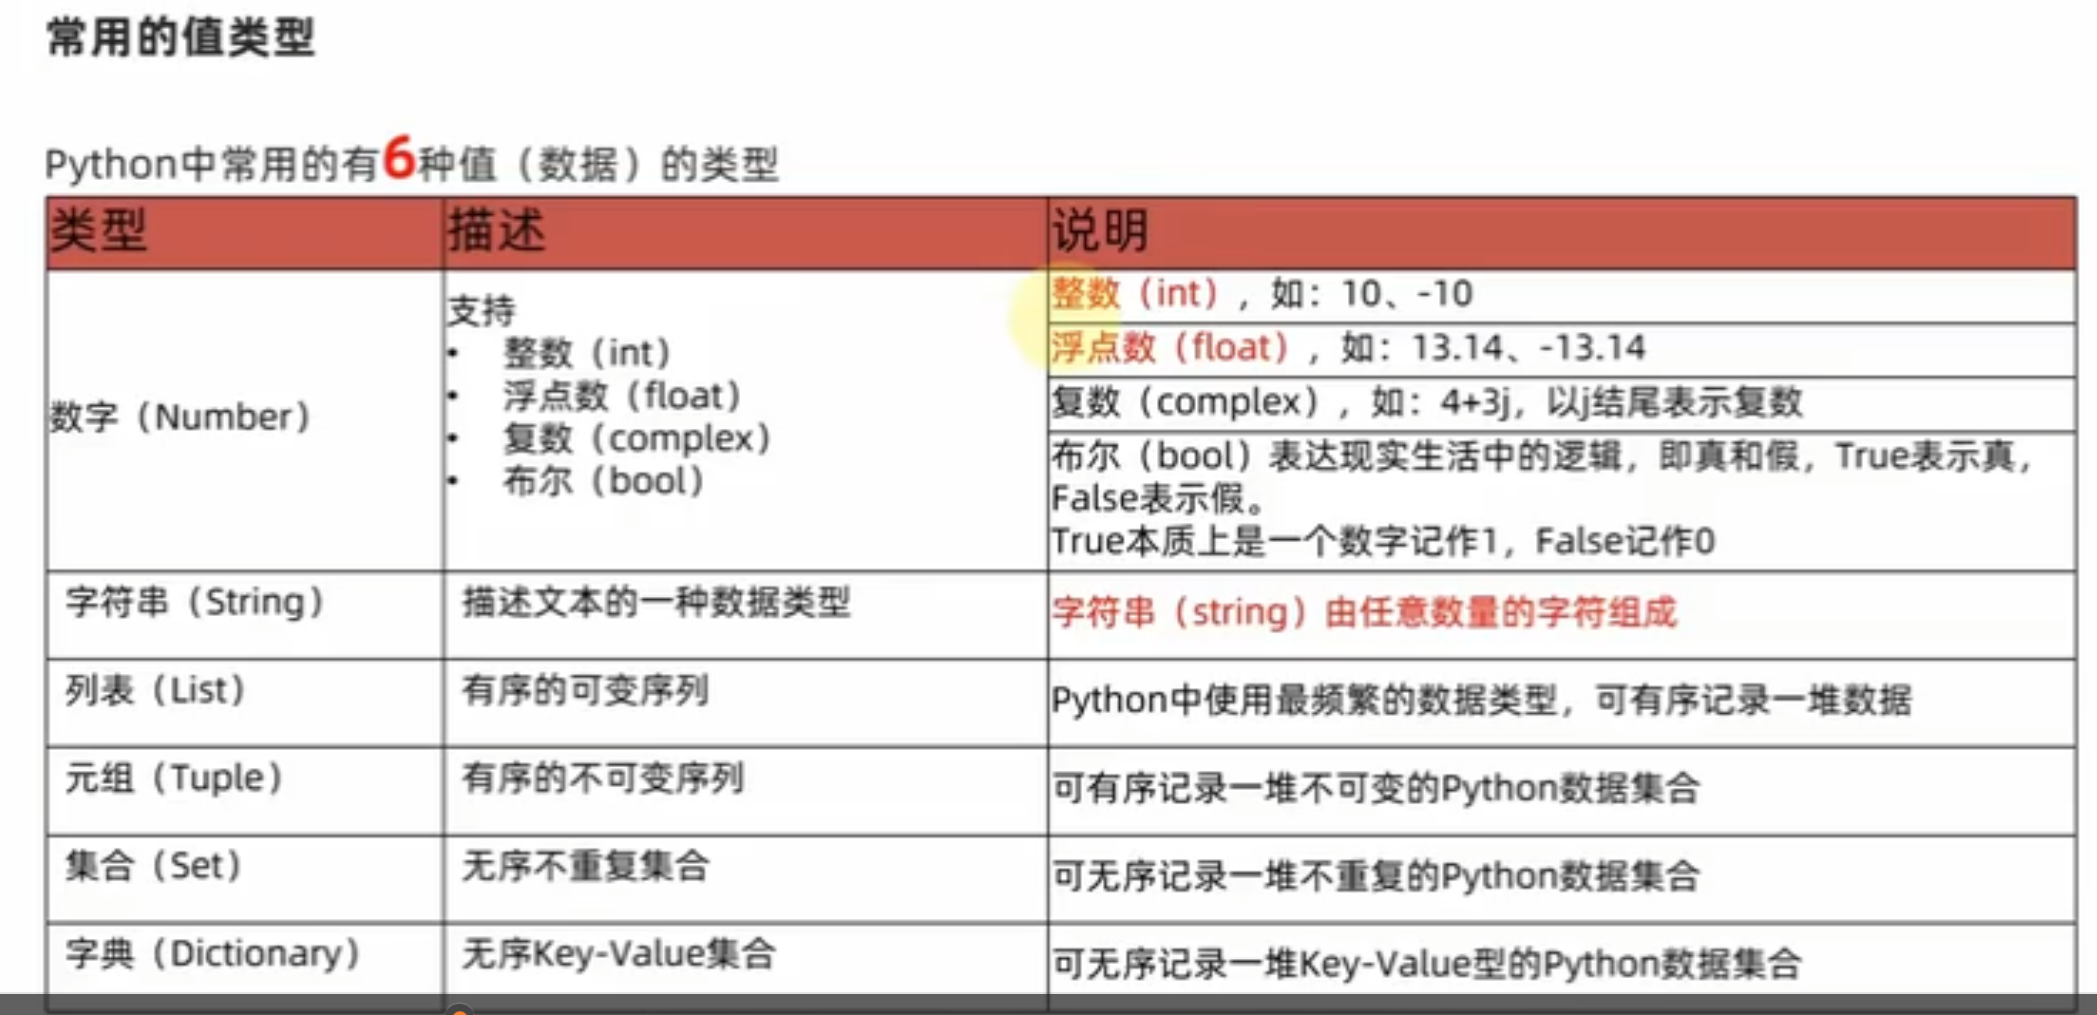 常用的值类型
Python中常用的有6种值（数据）的类型
类型
描述
说明
数字（Number）
支持
• 整数（int）
• 浮点数（float）
• 复数（complex）
• 布尔（bool）
整数（int），如：10、-10
浮点数（float），如：13.14、-13.14
复数（complex），如：4+3j，以j结尾表示复数
布尔（bool）表达现实生活中的逻辑，即真和假，True表示真，
False表示假。
True本质上是一个数字记作1，False记作0
字符串（String）
描述文本的一种数据类型
字符串（string）由任意数量的字符组成
列表（List）
有序的可变序列
Python中使用最频繁的数据类型，可有序记录一堆数据
元组（Tuple）
有序的不可变序列
可有序记录一堆不可变的Python数据集合
集合（Set）
无序不重复集合
可无序记录一堆不重复的Python数据集合
字典（Dictionary）
无序Key-Value集合
可无序记录一堆Key-Value型的Python数据集合